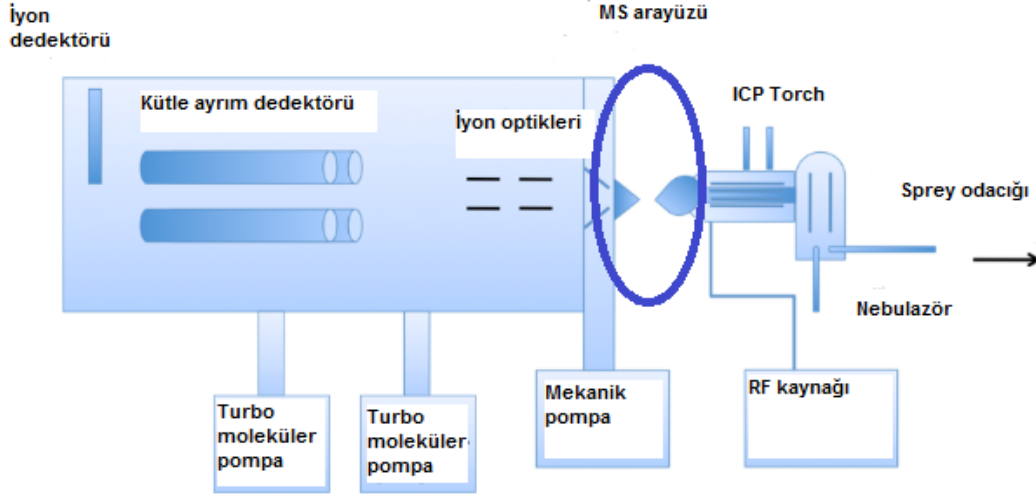 İyon
dedektörü
MS arayüzü
Kütle ayrım dedektörü
İyon optikleri
ICP Torch
Sprey odacığı
Nebulazör
Turbo
moleküler
pompa
Turbo
moleküler
pompa
Mekanik
pompa
RF kaynağı